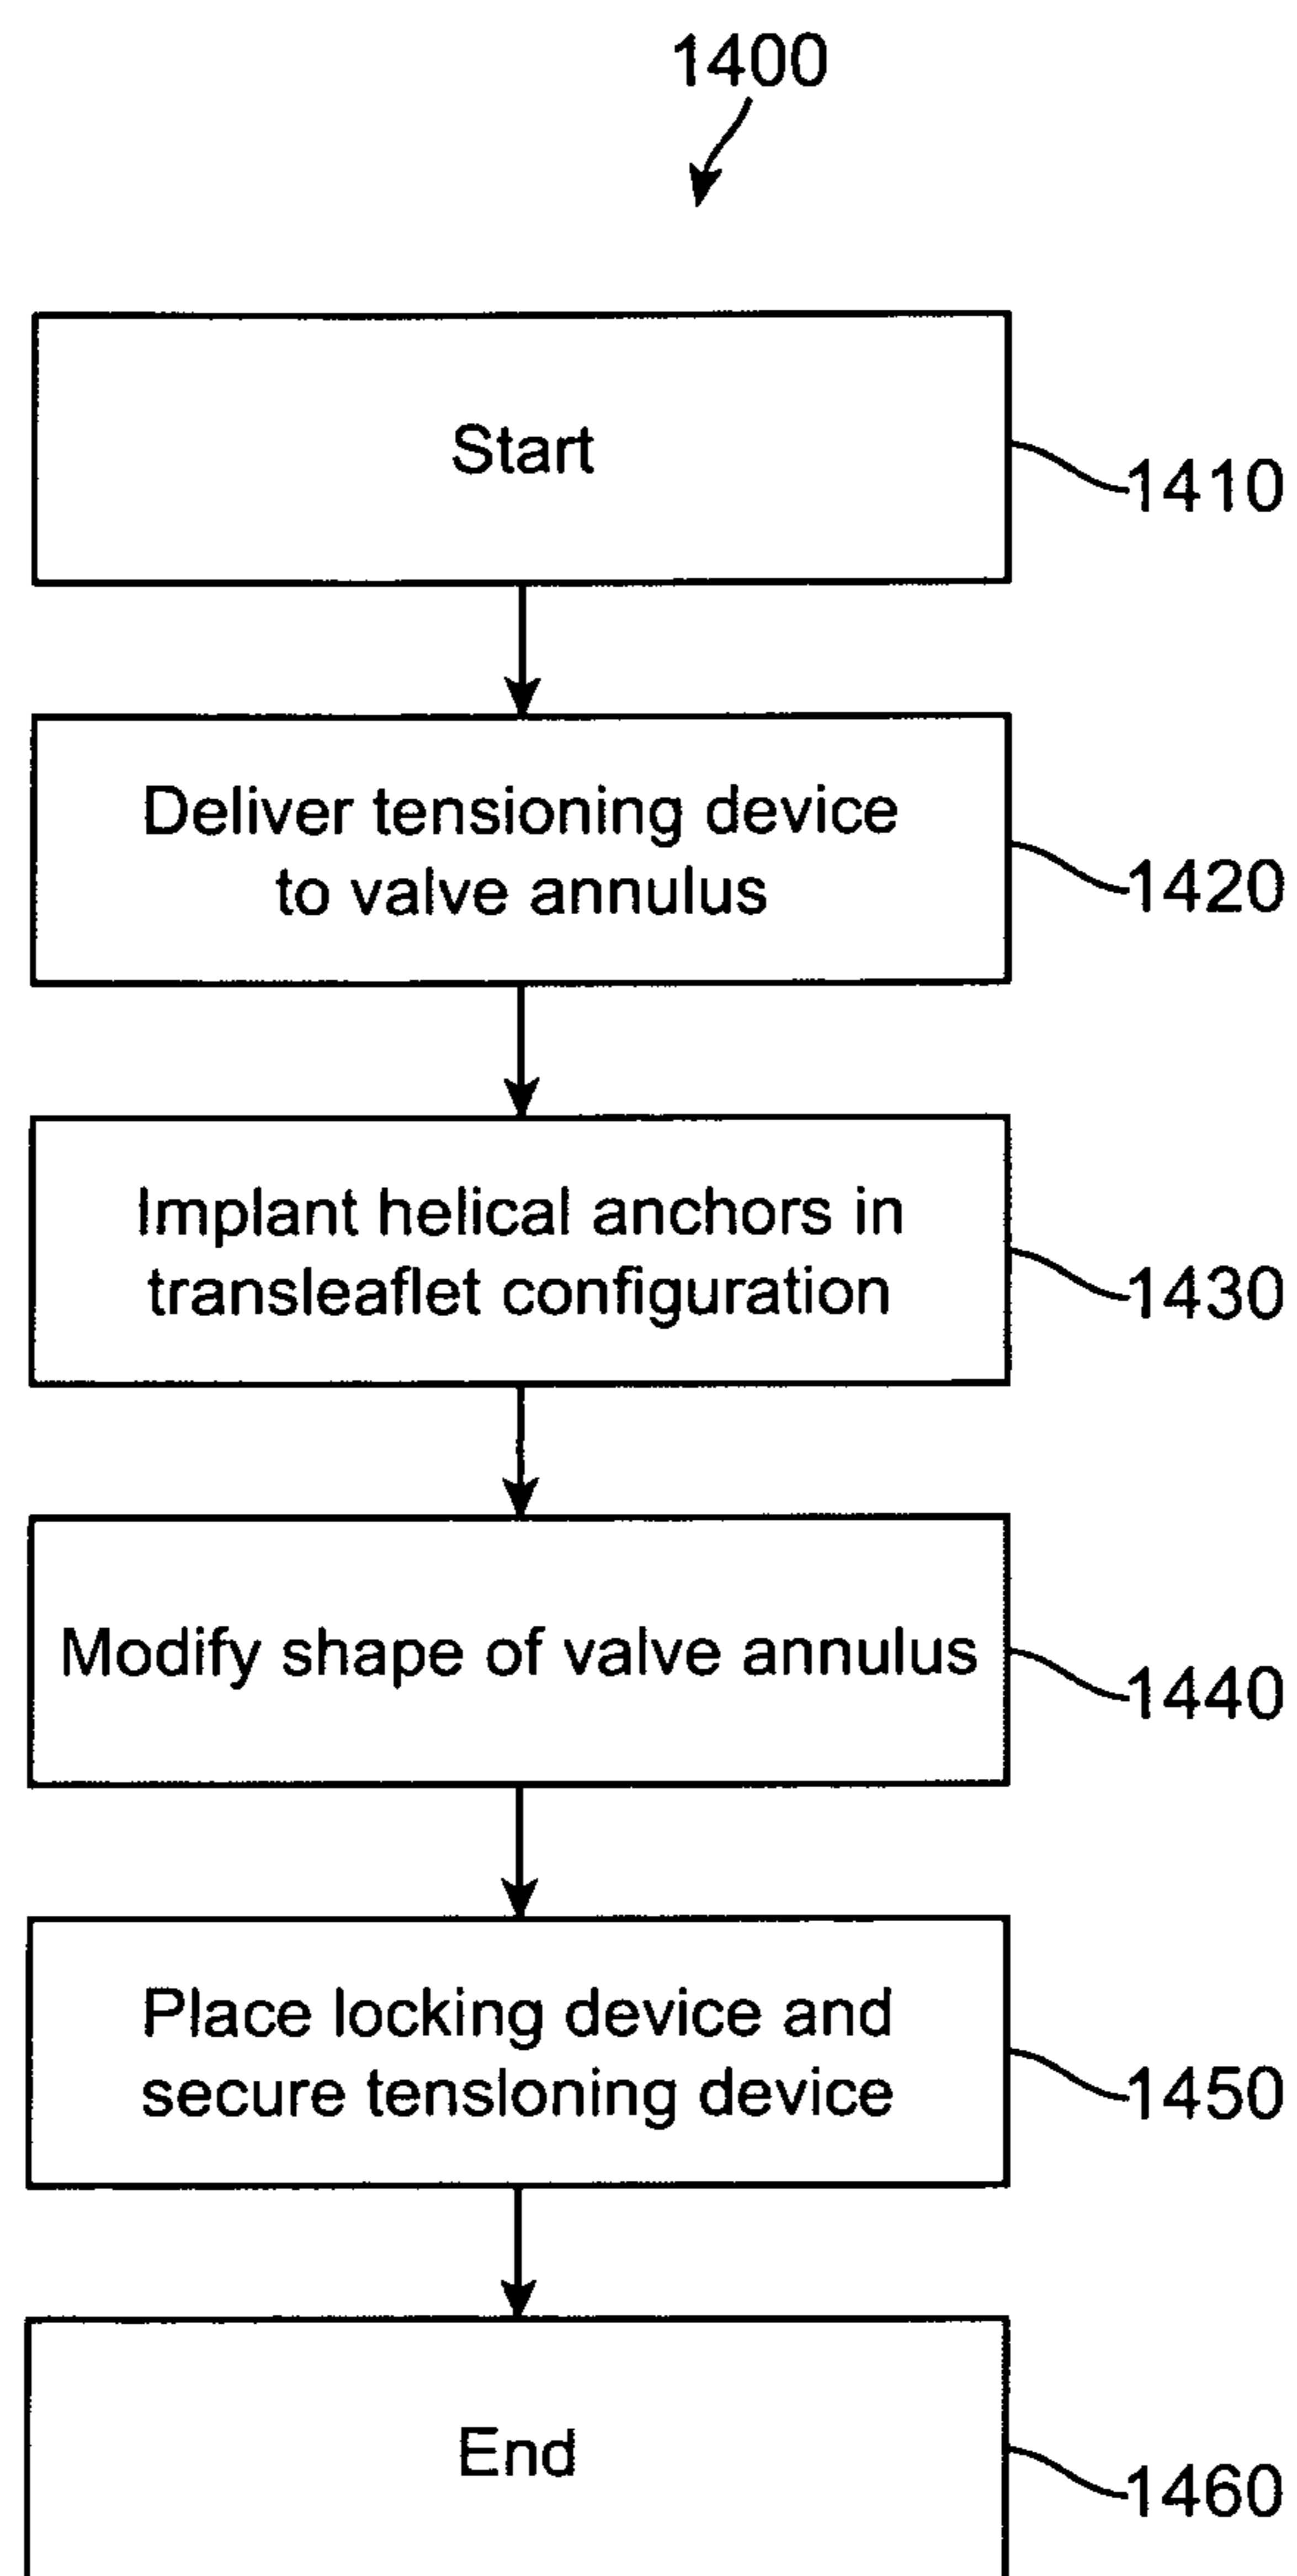 1400
Start
1410
Deliver tensioning device
to valve annulus
1420
Implant helical anchors in
transleaflet configuration
1430
Modify shape of valve annulus
1440
Place locking device and
secure tensloning device
1450
End
1460